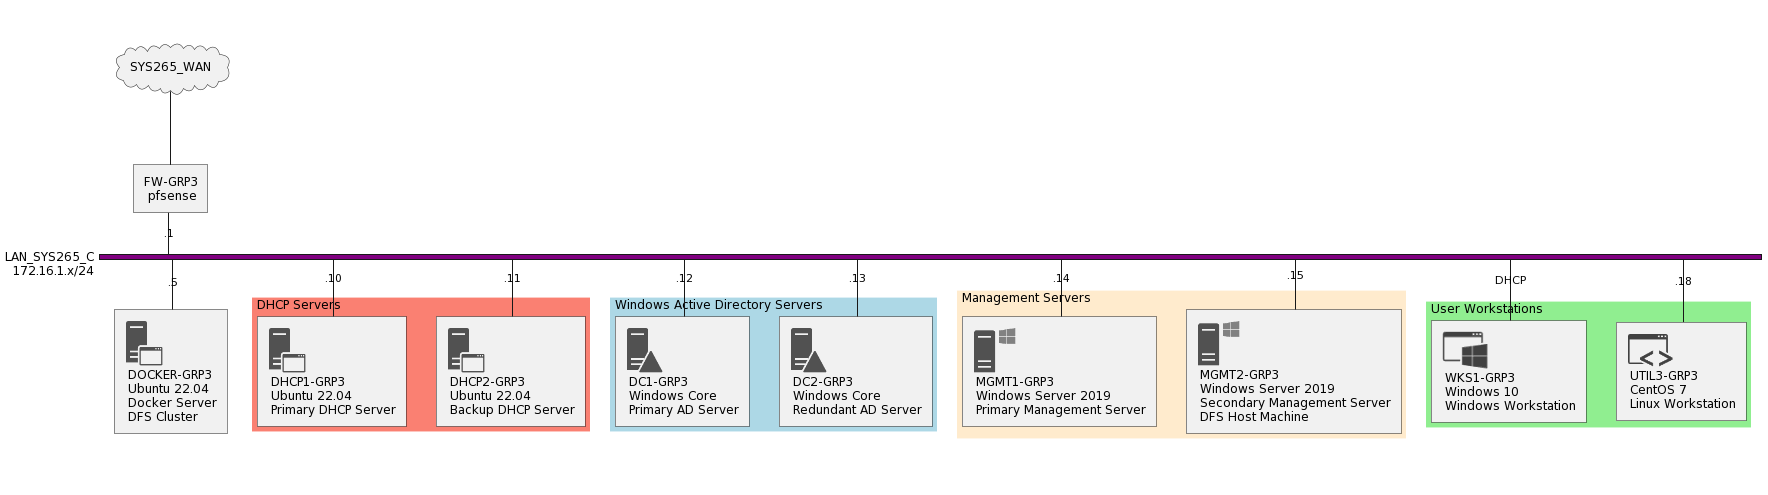 SYS265_WAN
FW-GRP3
pfsense
.1
LAN_SYS265_C
172.16.1.x/24
.5
.10
.11
.12
.13
.14
.15
DHCP
.18
DHCP Servers
Windows Active Directory Servers
Management Servers
User Workstations
DOCKER-GRP3
Ubuntu 22.04
Docker Server
DFS Cluster
DHCP1-GRP3
Ubuntu 22.04
Primary DHCP Server
DHCP2-GRP3
Ubuntu 22.04
Backup DHCP Server
DC1-GRP3
Windows Core
Primary AD Server
DC2-GRP3
Windows Core
Redundant AD Server
MGMT1-GRP3
Windows Server 2019
Primary Management Server
MGMT2-GRP3
Windows Server 2019
Secondary Management Server
DFS Host Machine
WKS1-GRP3
Windows 10
Windows Workstation
UTIL3-GRP3
CentOS 7
Linux Workstation